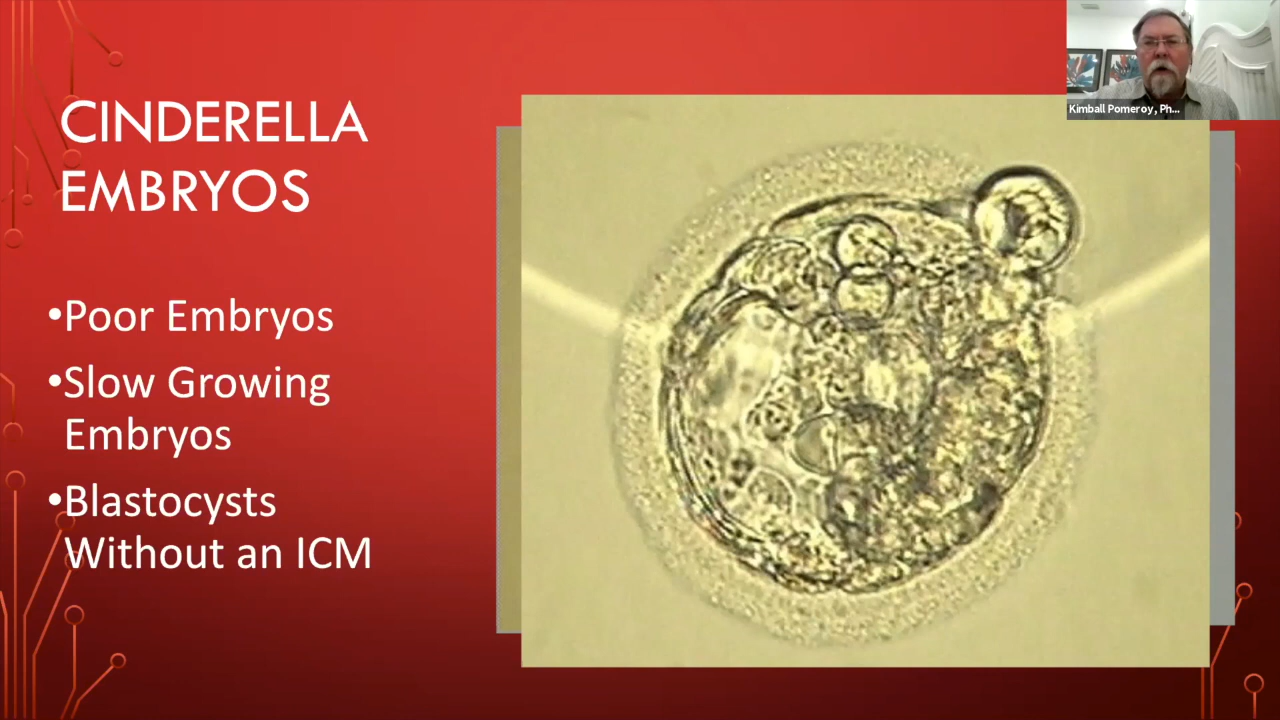 CINDERELLA
EMBRYOS
•Poor Embryos
•Slow Growing
Embryos
•Blastocysts
Without an ICM
Kimball Pomeroy, Ph...